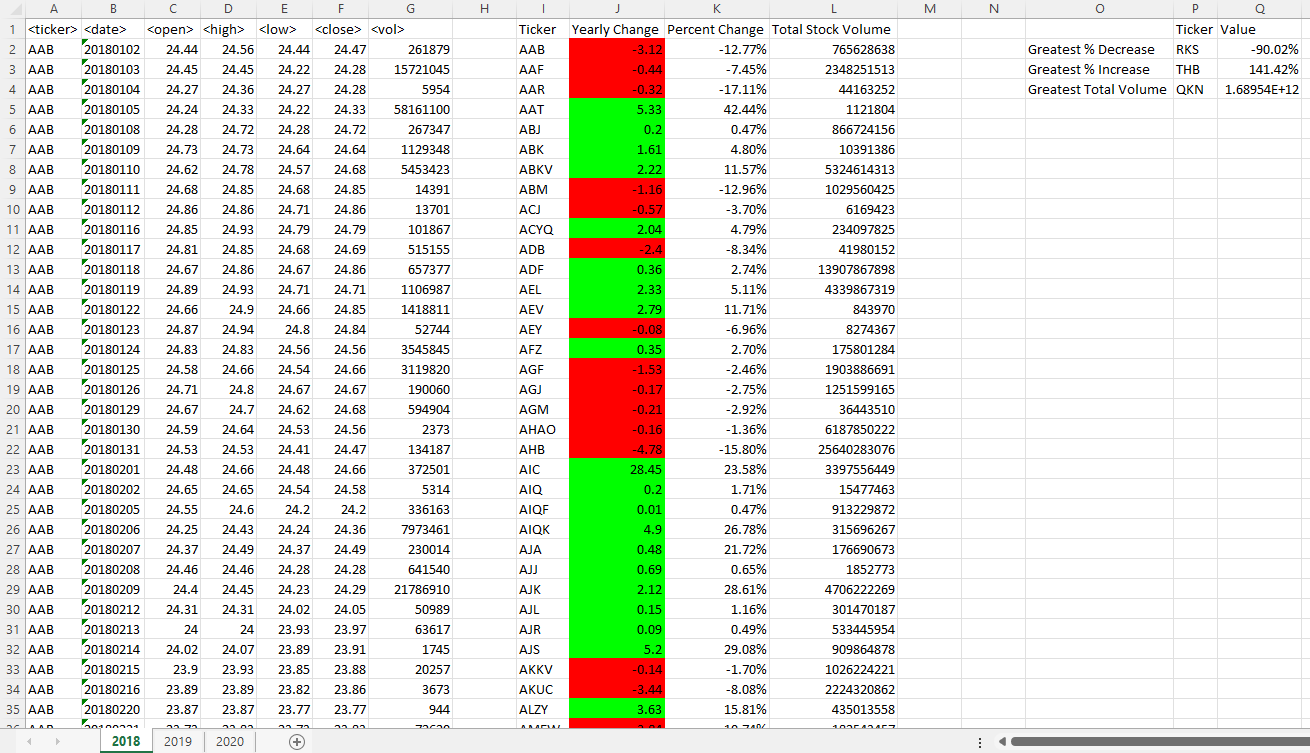 A B C D E F G H I J K L M N O P Q
1 <ticker> <date> <open> <high> <low> <close> <vol> Ticker Yearly Change Percent Change Total Stock Volume Ticker Value
2 AAB 20180102 24.44 24.56 24.44 24.47 261879 AAB -3.12 -12.77% 765628638 Greatest % Decrease RKS -90.02%
3 AAB 20180103 24.45 24.45 24.22 24.28 15721045 AAF -0.44 -7.45% 2348251513 Greatest % Increase THB 141.42%
4 AAB 20180104 24.27 24.36 24.27 24.28 5954 AAR -0.32 -17.11% 44163252 Greatest Total Volume QKN 1.68954E+12
5 AAB 20180105 24.24 24.33 24.22 24.33 58161100 AAT 5.33 42.44% 1121804
6 AAB 20180108 24.28 24.72 24.28 24.72 267347 ABJ 0.2 0.47% 866724156
7 AAB 20180109 24.73 24.73 24.64 24.64 1129348 ABK 1.61 4.80% 10391386
8 AAB 20180110 24.62 24.78 24.57 24.68 5453423 ABKV 2.22 11.57% 5324614313
9 AAB 20180111 24.68 24.85 24.68 24.85 14391 ABM -1.16 -12.96% 1029560425
10 AAB 20180112 24.86 24.86 24.71 24.86 13701 ACJ -0.57 -3.70% 6169423
11 AAB 20180116 24.85 24.93 24.79 24.79 101867 ACYQ 2.04 4.79% 234097825
12 AAB 20180117 24.81 24.85 24.68 24.69 515155 ADB -2.4 -8.34% 41980152
13 AAB 20180118 24.67 24.86 24.67 24.86 657377 ADF 0.36 2.74% 13907867898
14 AAB 20180119 24.89 24.93 24.71 24.71 1106987 AEL 2.33 5.11% 4339867319
15 AAB 20180122 24.66 24.9 24.66 24.85 1418811 AEV 2.79 11.71% 843970
16 AAB 20180123 24.87 24.94 24.8 24.84 52744 AEY -0.08 -6.96% 8274367
17 AAB 20180124 24.83 24.83 24.56 24.56 3545845 AFZ 0.35 2.70% 175801284
18 AAB 20180125 24.58 24.66 24.54 24.66 3119820 AGF -1.53 -2.46% 1903886691
19 AAB 20180126 24.71 24.8 24.67 24.67 190060 AGJ -0.17 -2.75% 1251599165
20 AAB 20180129 24.67 24.7 24.62 24.68 594904 AGM -0.21 -2.92% 36443510
21 AAB 20180130 24.59 24.64 24.53 24.56 2373 AHAO -0.16 -1.36% 6187850222
22 AAB 20180131 24.53 24.53 24.41 24.47 134187 AHB -4.78 -15.80% 25640283076
23 AAB 20180201 24.48 24.66 24.48 24.66 372501 AIC 28.45 23.58% 3397556449
24 AAB 20180202 24.65 24.65 24.54 24.58 5314 AIQ 0.2 1.71% 15477463
25 AAB 20180205 24.55 24.6 24.2 24.2 336163 AIQF 0.01 0.47% 913229872
26 AAB 20180206 24.25 24.43 24.24 24.36 7973461 AIQK 4.9 26.78% 315696267
27 AAB 20180207 24.37 24.49 24.37 24.49 230014 AJA 0.48 21.72% 176690673
28 AAB 20180208 24.46 24.46 24.28 24.28 641540 AJJ 0.69 0.65% 1852773
29 AAB 20180209 24.4 24.45 24.23 24.29 21786910 AJK 2.12 28.61% 4706222269
30 AAB 20180212 24.31 24.31 24.02 24.05 50989 AJL 0.15 1.16% 301470187
31 AAB 20180213 24 24 23.93 23.97 63617 AJR 0.09 0.49% 533445954
32 AAB 20180214 24.02 24.07 23.89 23.91 1745 AJS 5.2 29.08% 909864878
33 AAB 20180215 23.9 23.93 23.85 23.88 20257 AKKV -0.14 -1.70% 1026224221
34 AAB 20180216 23.89 23.89 23.82 23.86 3673 AKUC -3.44 -8.08% 2224320862
35 AAB 20180220 23.87 23.87 23.77 23.77 944 ALZY 3.63 15.81% 435013558
2018 2019 2020